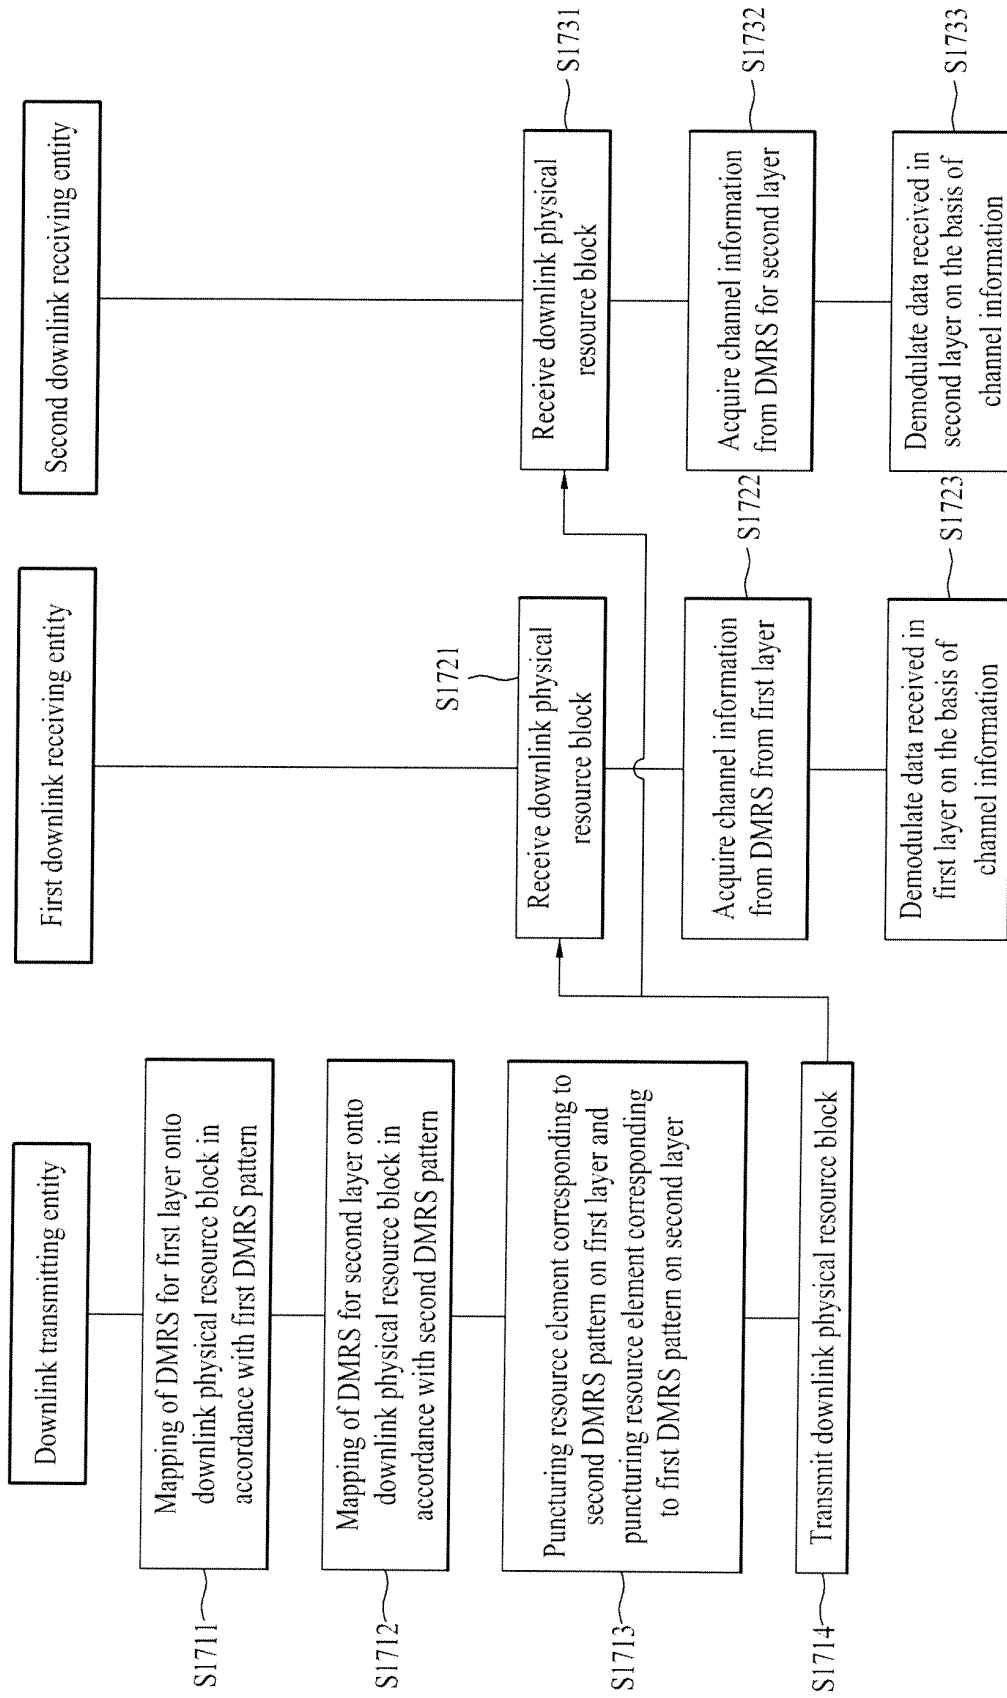 Downlink transmitting entity
S1711
Mapping of DMRS for first layer onto
downlink physical resource block in
accordance with first DMRS pattern
S1712
Mapping of DMRS for second layer onto
downlink physical resource block in
accordance with second DMRS pattern
S1713
Puncturing resource element corresponding to
second DMRS pattern on first layer and
puncturing resource element corresponding
to first DMRS pattern on second layer
S1714
Transmit downlink physical resource block
First downlink receiving entity
S1721
Receive downlink physical
resource block
Acquire channel information
from DMRS from first layer
S1722
Demodulate data received in
first layer on the basis of
channel information
S1723
Second downlink receiving entity
Receive downlink physical
resource block
S1731
Acquire channel information
from DMRS for second layer
S1732
Demodulate data received in
second layer on the basis of
channel information
S1733